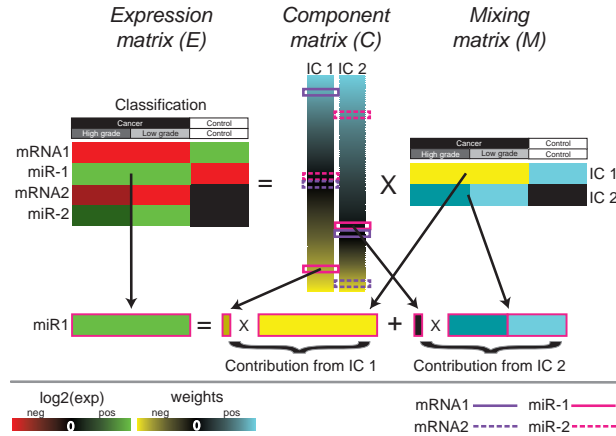 Expression matrix (E)
Component matrix (C)
Mixing matrix (M)
IC 1 IC 2
Classification
Cancer Control
High grade Low grade Control
mRNA1
miR-1
mRNA2
miR-2
=
X
Cancer Control
High grade Low grade Control
IC 1
IC 2
miR1 = X + X
Contribution from IC 1 Contribution from IC 2
log2(exp) weights
neg pos neg pos
0 0
mRNA1 miR-1
mRNA2 miR-2